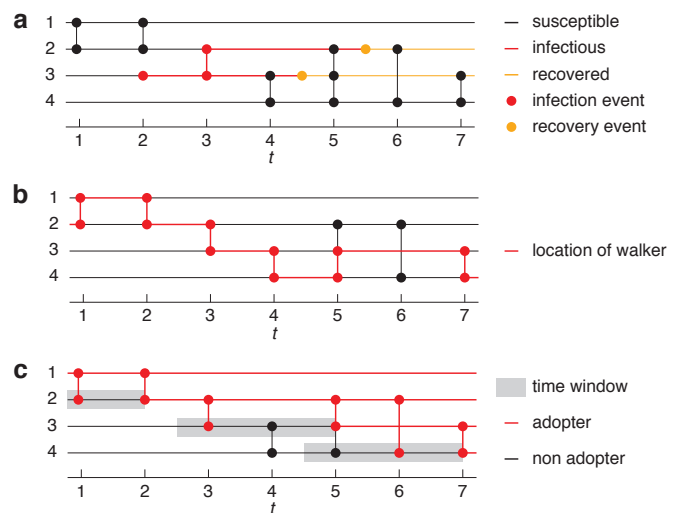 a
1
2
3
4
1 2 3 4 5 6 7
t
susceptible
infectious
recovered
infection event
recovery event
b
1
2
3
4
1 2 3 4 5 6 7
t
location of walker
c
1
2
3
4
1 2 3 4 5 6 7
t
time window
adopter
non adopter